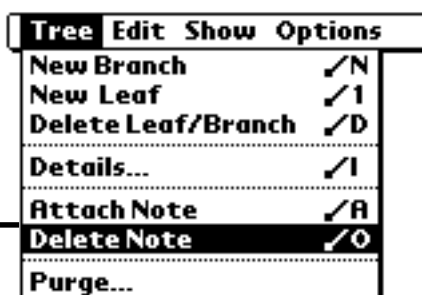 Tree Edit Show Options
New Branch /N
New Leaf /1
Delete Leaf/Branch /D
Details... /I
Attach Note /A
Delete Note /O
Purge...